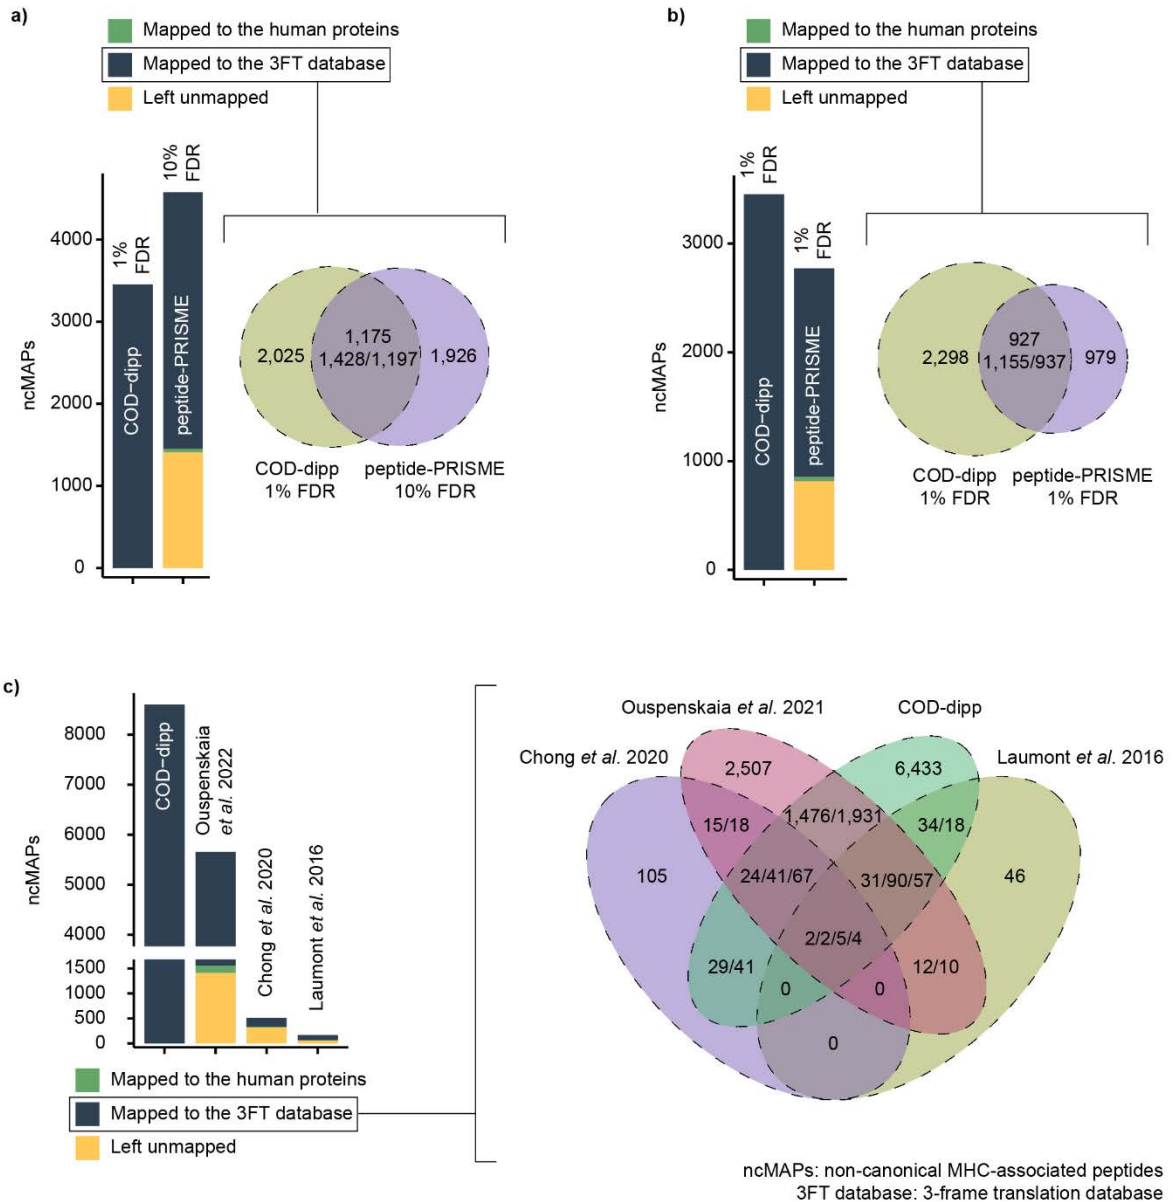 a)
Mapped to the human proteins
Mapped to the 3FT database
Left unmapped
10%
FDR
1%
FDR
4000
3000
2000
1000
0
ncMAPs
COD–dipp
peptide-PRISME
2,025
1,175
1,428/1,197
1,926
COD-dipp
1% FDR
peptide-PRISME
10% FDR
b)
Mapped to the human proteins
Mapped to the 3FT database
Left unmapped
1%
FDR
1%
FDR
3000
2000
1000
0
ncMAPs
COD–dipp
peptide-PRISME
2,298
927
1,155/937
979
COD-dipp
1% FDR
peptide-PRISME
1% FDR
c)
8000
7000
6000
5000
4000
1500
1000
500
0
ncMAPs
COD–dipp
Ouspenskaia
et al. 2022
Chong et al. 2020
Laumont et al. 2016
Mapped to the human proteins
Mapped to the 3FT database
Left unmapped
Ouspenskaia et al. 2021
COD-dipp
Chong et al. 2020
Laumont et al. 2016
2,507
6,433
15/18
1,476/1,931
34/18
105
24/41/67
31/90/57
46
2/2/5/4
29/41
12/10
0
0
0
ncMAPs: non-canonical MHC-associated peptides
3FT database: 3-frame translation database